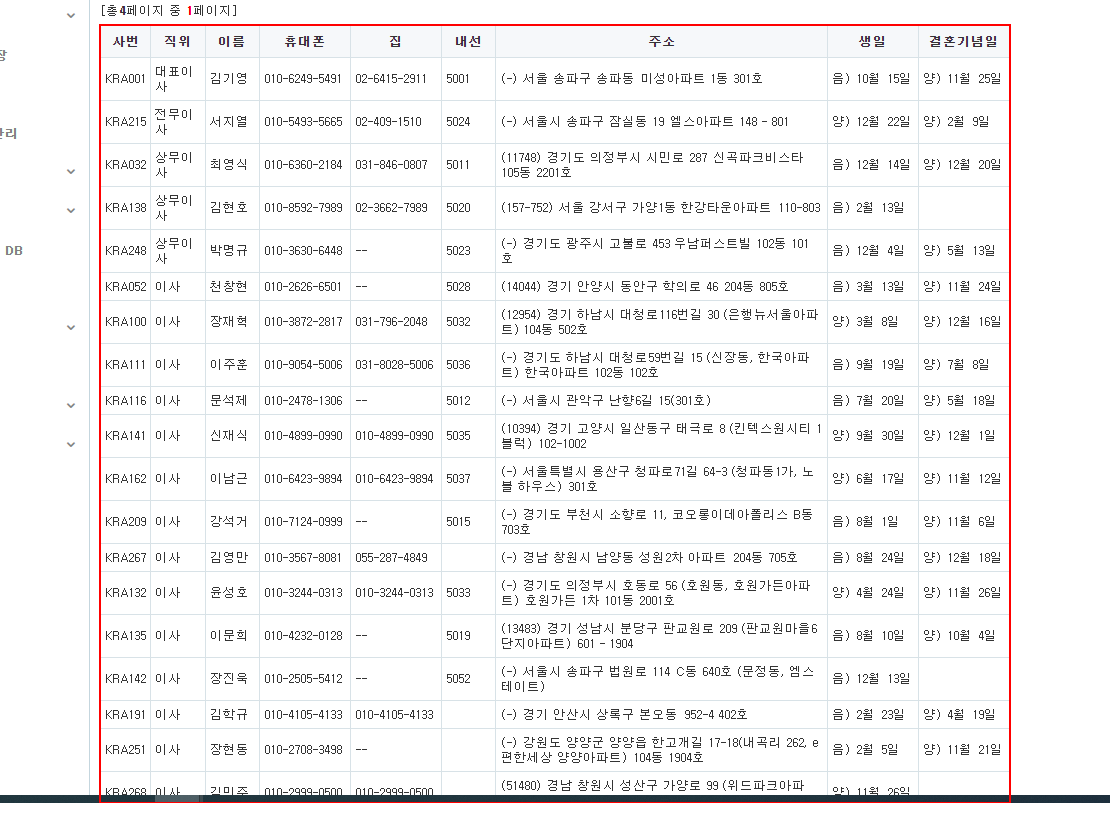 [총4페이지 중 1페이지]
장
관리
DB
사번 직위 이름 휴대폰 집 내선 주소 생일 결혼기념일
KRA001 대표이사 김기영 010-6249-5491 02-6415-2911 5001 (-) 서울 송파구 송파동 미성아파트 1동 301호 음) 10월 15일 양) 11월 25일
KRA215 전무이사 서지열 010-5493-5665 02-409-1510 5024 (-) 서울시 송파구 잠실동 19 엘스아파트 148 - 801 양) 12월 22일 양) 2월 9일
KRA032 상무이사 최영식 010-6360-2184 031-846-0807 5011 (11748) 경기도 의정부시 시민로 287 신곡파크비스타 105동 2201호 음) 12월 14일 양) 12월 20일
KRA138 상무이사 김현호 010-8592-7989 02-3662-7989 5020 (157-752) 서울 강서구 가양1동 한강타운아파트 110-803 음) 2월 13일
KRA248 상무이사 박명규 010-3630-6448 -- 5023 (-) 경기도 광주시 고불로 453 우남퍼스트빌 102동 101호 음) 12월 4일 양) 5월 13일
KRA052 이사 천창현 010-2626-6501 -- 5028 (14044) 경기 안양시 동안구 학의로 46 204동 805호 음) 3월 13일 양) 11월 24일
KRA100 이사 장재혁 010-3872-2817 031-796-2048 5032 (12954) 경기 하남시 대청로116번길 30 (은행뉴서울아파트) 104동 502호 양) 3월 8일 양) 12월 16일
KRA111 이사 이주훈 010-9054-5006 031-8028-5006 5036 (-) 경기도 하남시 대청로59번길 15 (신장동, 한국아파트) 한국아파트 102동 102호 음) 9월 19일 양) 7월 8일
KRA116 이사 문석제 010-2478-1306 -- 5012 (-) 서울시 관악구 난향6길 15(301호) 음) 7월 20일 양) 5월 18일
KRA141 이사 신재식 010-4899-0990 010-4899-0990 5035 (10394) 경기 고양시 일산동구 태극로 8 (킨텍스원시티 1블럭) 102-1002 양) 9월 30일 양) 12월 1일
KRA162 이사 이남근 010-6423-9894 010-6423-9894 5037 (-) 서울특별시 용산구 청파로71길 64-3 (청파동1가, 노블 하우스) 301호 양) 6월 17일 양) 11월 12일
KRA209 이사 강석거 010-7124-0999 -- 5015 (-) 경기도 부천시 소향로 11, 코오롱이데아폴리스 B동 703호 음) 8월 1일 양) 11월 6일
KRA267 이사 김영만 010-3567-8081 055-287-4849 (-) 경남 창원시 남양동 성원2차 아파트 204동 705호 음) 8월 24일 양) 12월 18일
KRA132 이사 윤성호 010-3244-0313 010-3244-0313 5033 (-) 경기도 의정부시 호동로 56 (호원동, 호원가든아파트) 호원가든 1차 101동 2001호 양) 4월 24일 양) 11월 26일
KRA135 이사 이문희 010-4232-0128 -- 5019 (13483) 경기 성남시 분당구 판교원로 209 (판교원마을6단지아파트) 601 - 1904 음) 8월 10일 양) 10월 4일
KRA142 이사 장진욱 010-2505-5412 -- 5052 (-) 서울시 송파구 법원로 114 C동 640호 (문정동, 엠스테이트) 음) 12월 13일
KRA191 이사 김학규 010-4105-4133 010-4105-4133 (-) 경기 안산시 상록구 본오동 952-4 402호 음) 2월 23일 양) 4월 19일
KRA251 이사 장현동 010-2708-3498 -- (-) 강원도 양양군 양양읍 한고개길 17-18(내곡리 262, e편한세상 양양아파트) 104동 1904호 음) 2월 5일 양) 11월 21일
KRA268 이사 김민주 010-2999-0500 010-2999-0500 (51480) 경남 창원시 성산구 가양로 99 (위드파크아파 양) 11월 26일